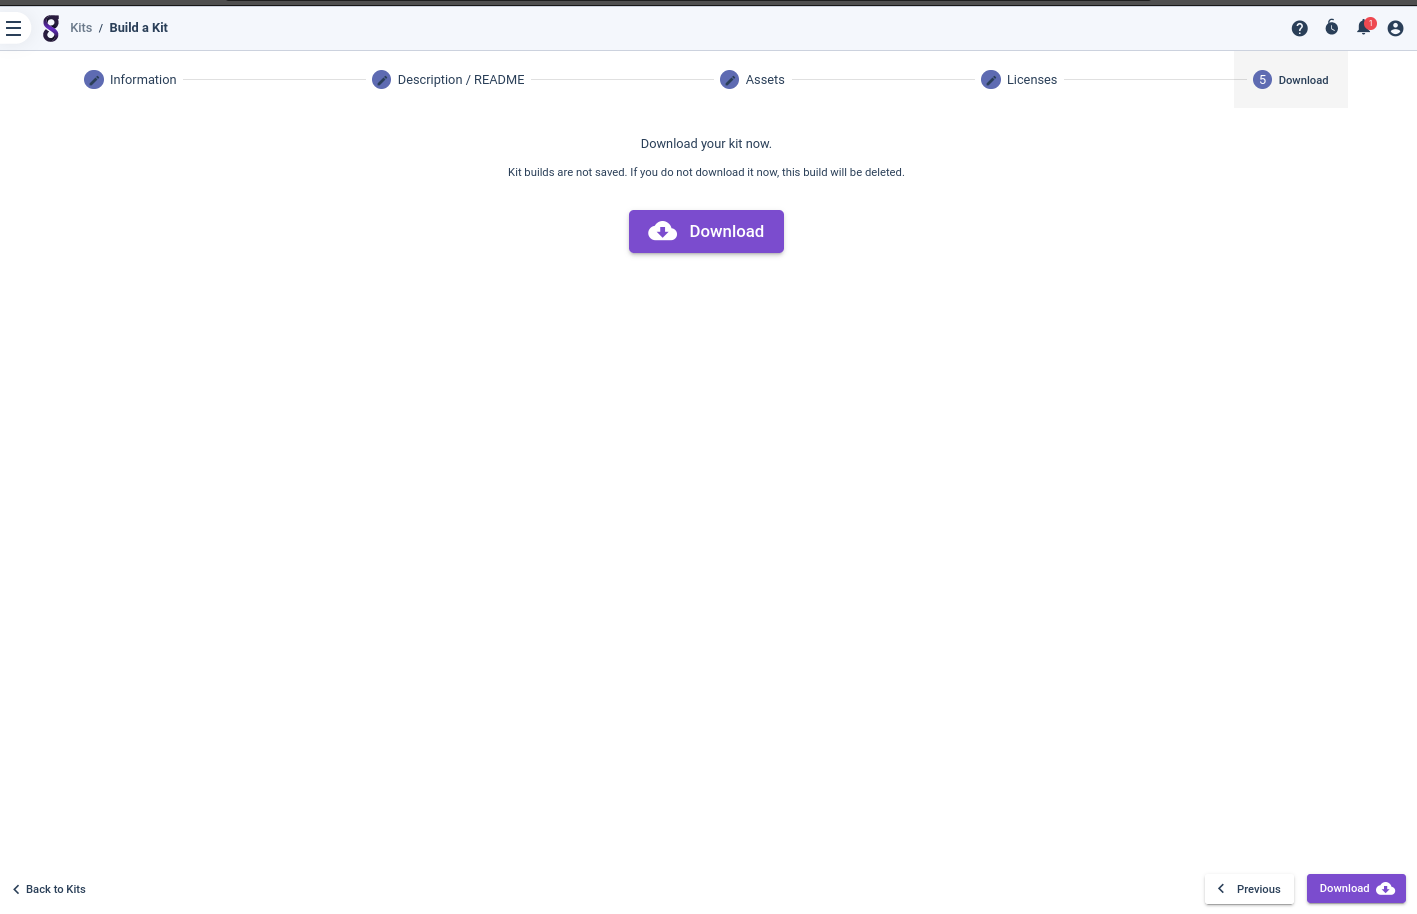 Kits / Build a Kit
1
Information
Description / README
Assets
Licenses
5 Download
Download your kit now.
Kit builds are not saved. If you do not download it now, this build will be deleted.
Download
Back to Kits
Previous
Download